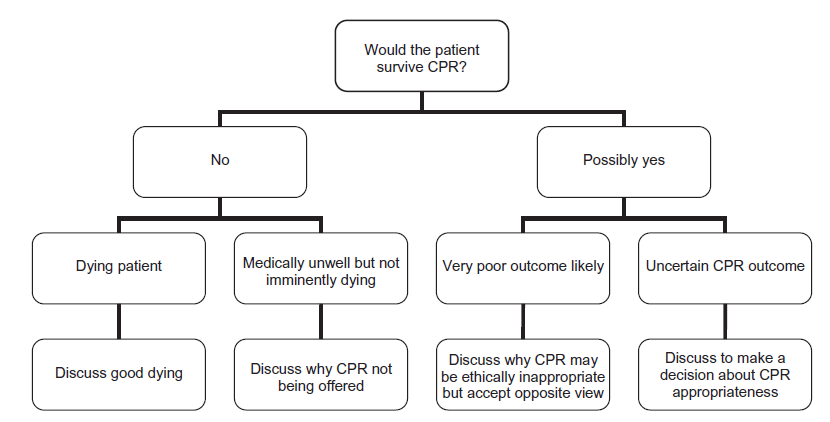 Would the patient
survive CPR?
No
Possibly yes
Dying patient
Medically unwell but not
imminently dying
Very poor outcome likely
Uncertain CPR outcome
Discuss good dying
Discuss why CPR not
being offered
Discuss why CPR may
be ethically inappropriate
but accept opposite view
Discuss to make a
decision about CPR
appropriateness